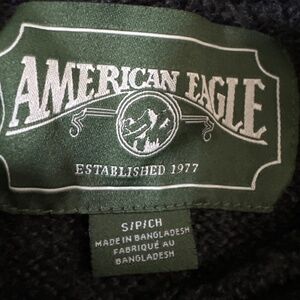 AMERICAN EAGLE
ESTABLISHED 1977
S/P/CH
MADE IN BANGLADESH
FABRIQUÉ AU
BANGLADESH